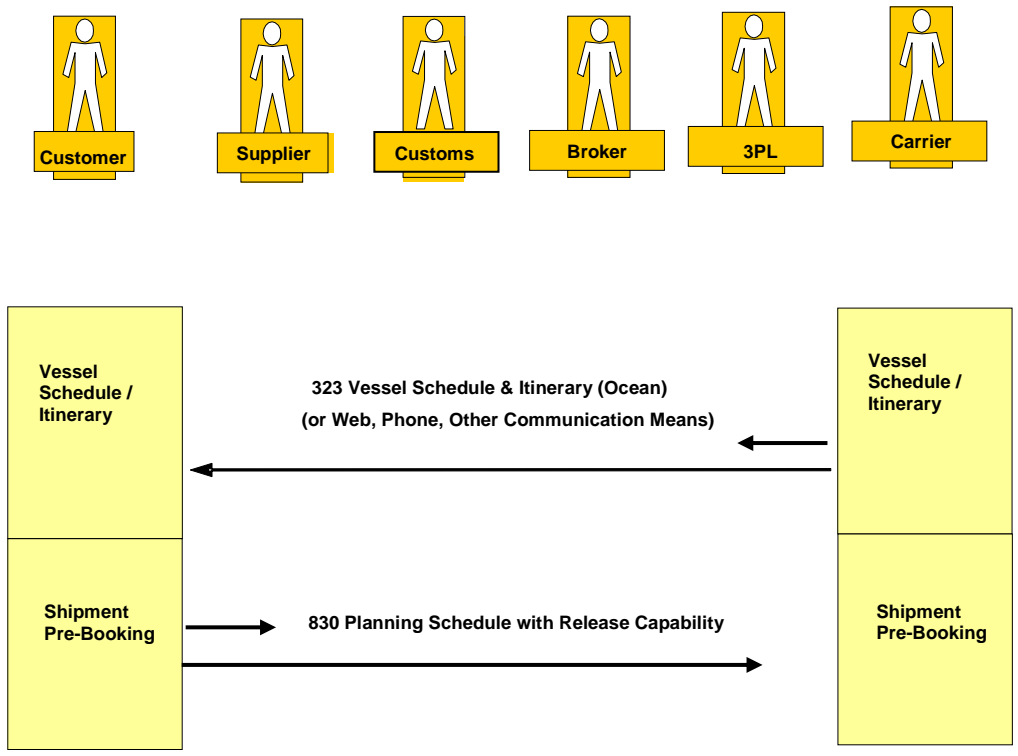 Customer
Supplier
Customs
Broker
3PL
Carrier
Vessel
Schedule /
Itinerary
323 Vessel Schedule & Itinerary (Ocean)
(or Web, Phone, Other Communication Means)
Vessel
Schedule /
Itinerary
Shipment
Pre-Booking
830 Planning Schedule with Release Capability
Shipment
Pre-Booking